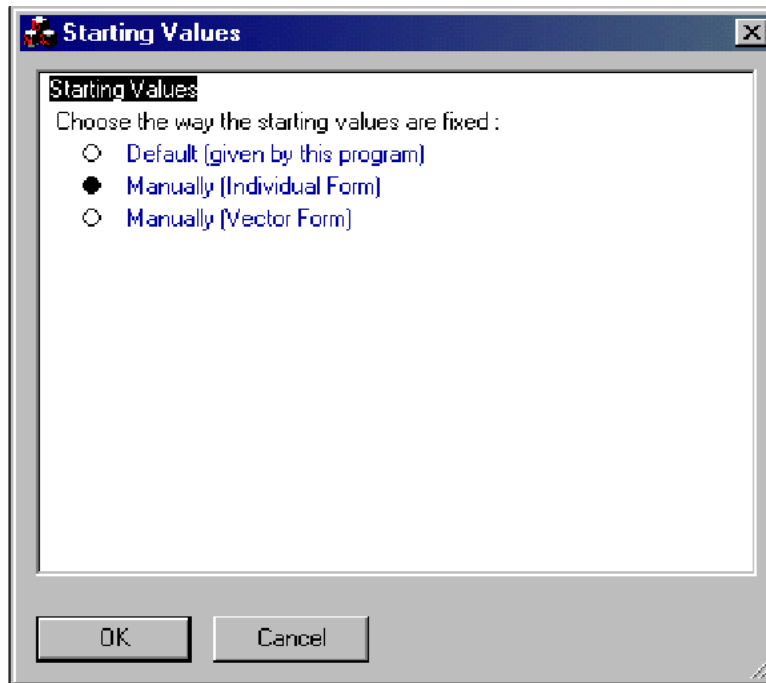 Starting Values
Starting Values
Choose the way the starting values are fixed :
Default (given by this program)
Manually (Individual Form)
Manually (Vector Form)
OK Cancel